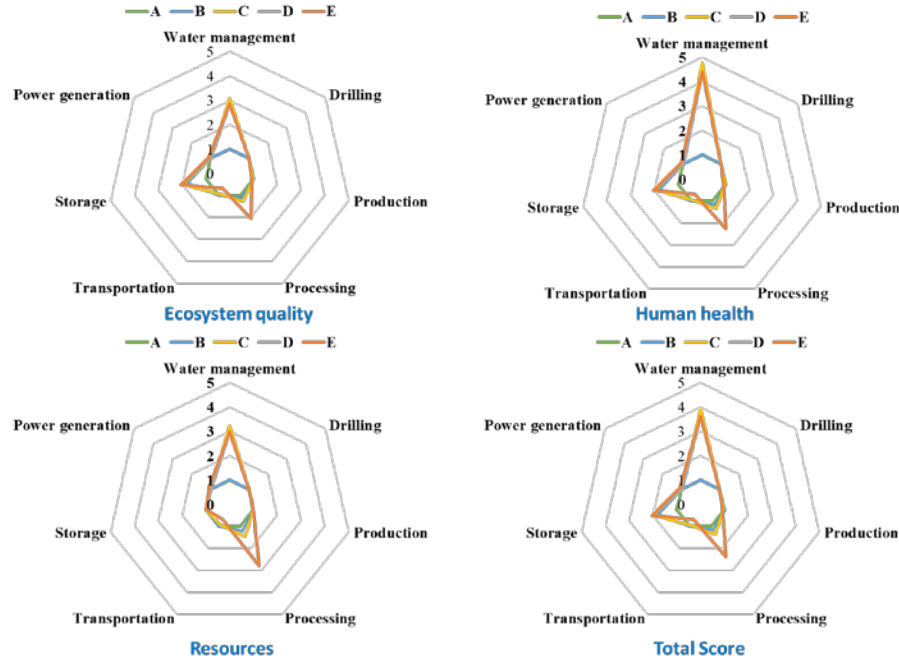 A B C D E
Water management
5
4
3
2
1
0
Power generation
Drilling
Storage
Production
Transportation
Processing
Ecosystem quality
A B C D E
Water management
5
4
3
2
1
0
Power generation
Drilling
Storage
Production
Transportation
Processing
Human health
A B C D E
Water management
5
4
3
2
1
0
Power generation
Drilling
Storage
Production
Transportation
Processing
Resources
A B C D E
Water management
5
4
3
2
1
0
Power generation
Drilling
Storage
Production
Transportation
Processing
Total Score